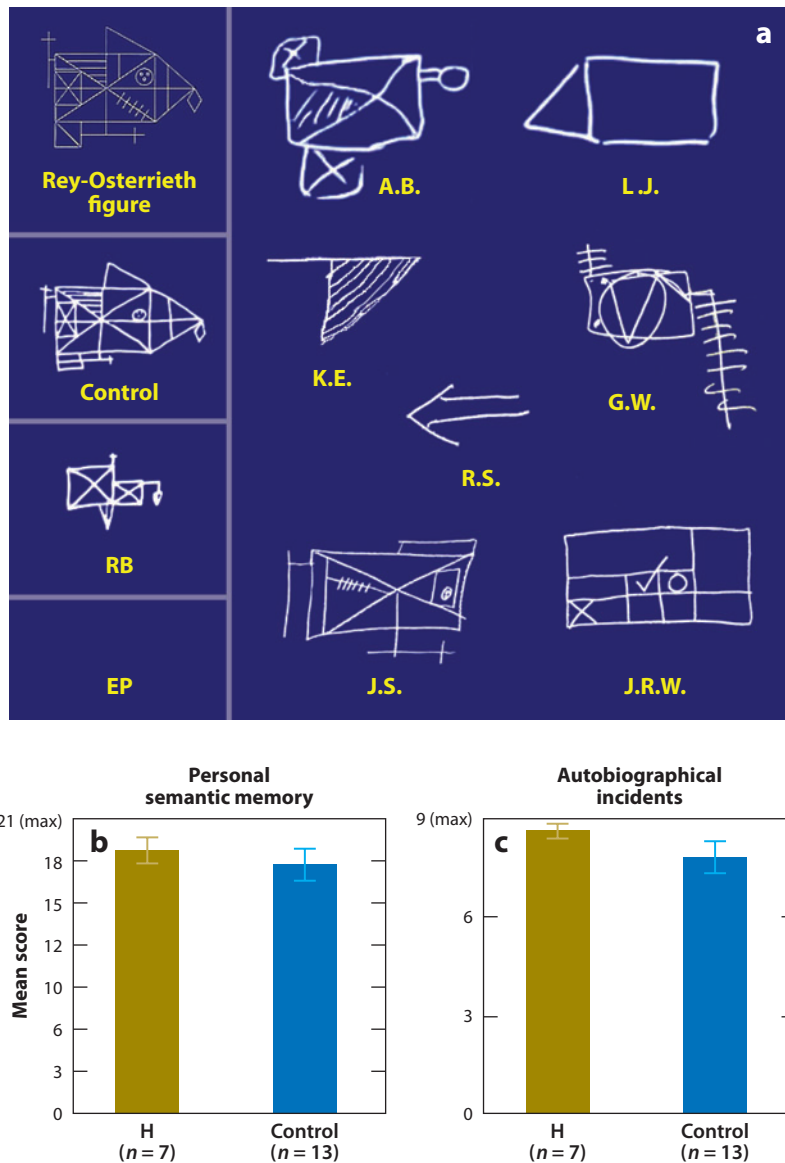 a
Rey-Osterrieth
figure
Control
RB
EP
A.B.
L.J.
K.E.
G.W.
R.S.
J.S.
J.R.W.
Personal
semantic memory
b
Mean score
21 (max)
18
15
12
10
6
3
0
H
(n = 7)
Control
(n = 13)
Autobiographical
incidents
c
9 (max)
6
3
0
H
(n = 7)
Control
(n = 13)